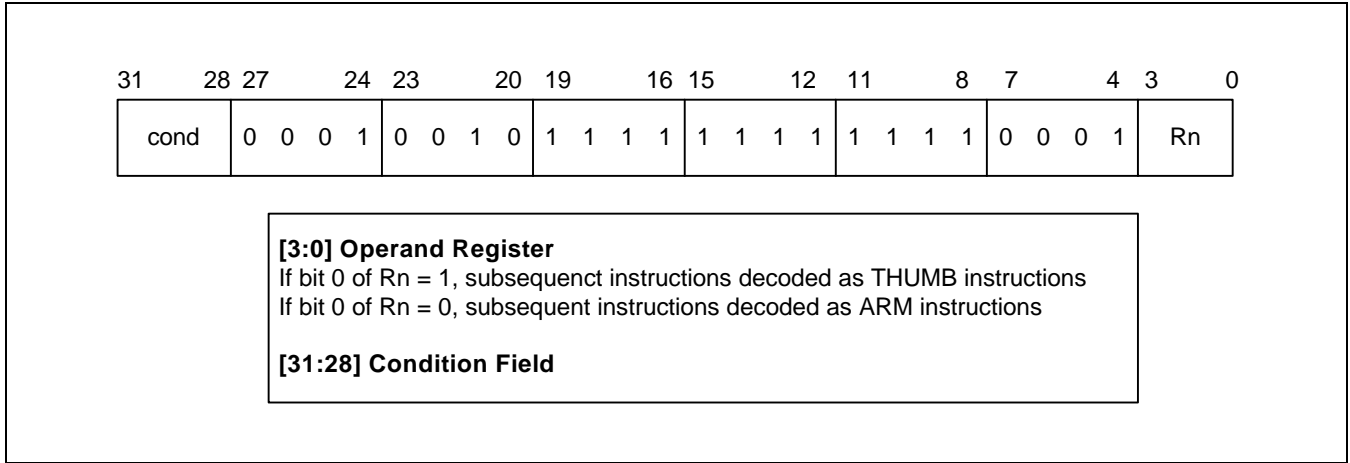 31 28 27 24 23 20 19 16 15 12 11 8 7 4 3 0
cond 0 0 0 1 0 0 1 0 1 1 1 1 1 1 1 1 1 1 1 1 0 0 0 1 Rn
[3:0] Operand Register
If bit 0 of Rn = 1, subsequenct instructions decoded as THUMB instructions
If bit 0 of Rn = 0, subsequent instructions decoded as ARM instructions
[31:28] Condition Field